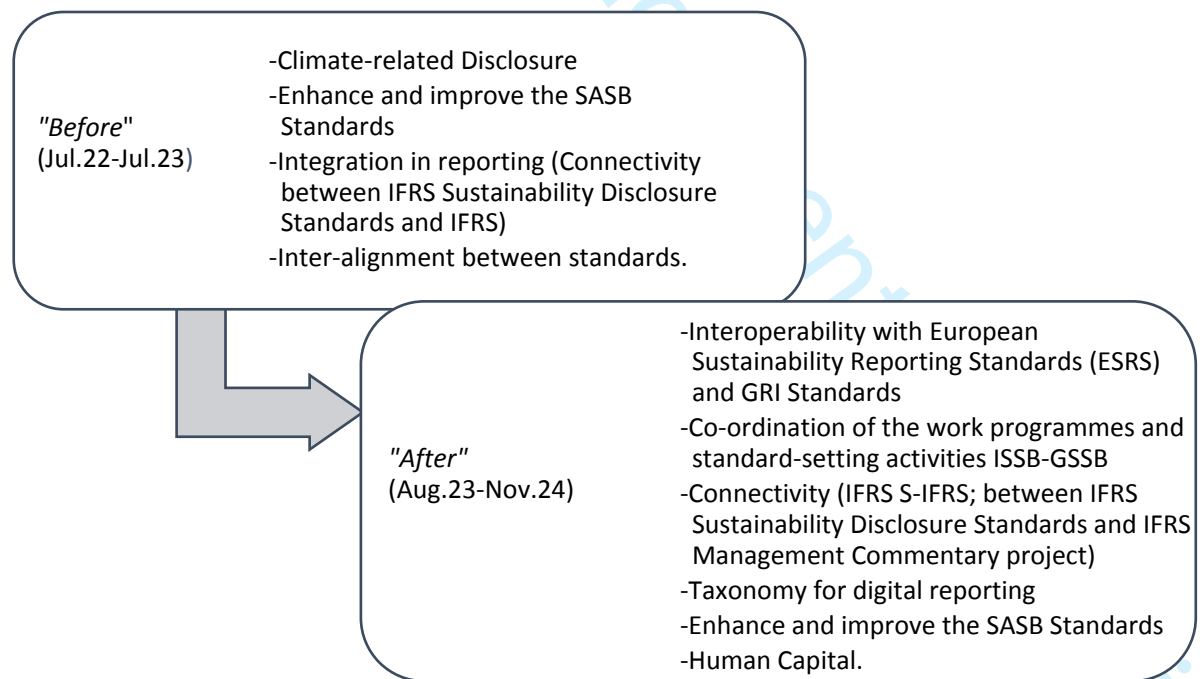 "Before"
(Jul.22-Jul.23)
-Climate-related Disclosure
-Enhance and improve the SASB
Standards
-Integration in reporting (Connectivity
between IFRS Sustainability Disclosure
Standards and IFRS)
-Inter-alignment between standards.
"After"
(Aug.23-Nov.24)
-Interoperability with European
Sustainability Reporting Standards (ESRS)
and GRI Standards
-Co-ordination of the work programmes and
standard-setting activities ISSB-GSSB
-Connectivity (IFRS S-IFRS; between IFRS
Sustainability Disclosure Standards and IFRS
Management Commentary project)
-Taxonomy for digital reporting
-Enhance and improve the SASB Standards
-Human Capital.